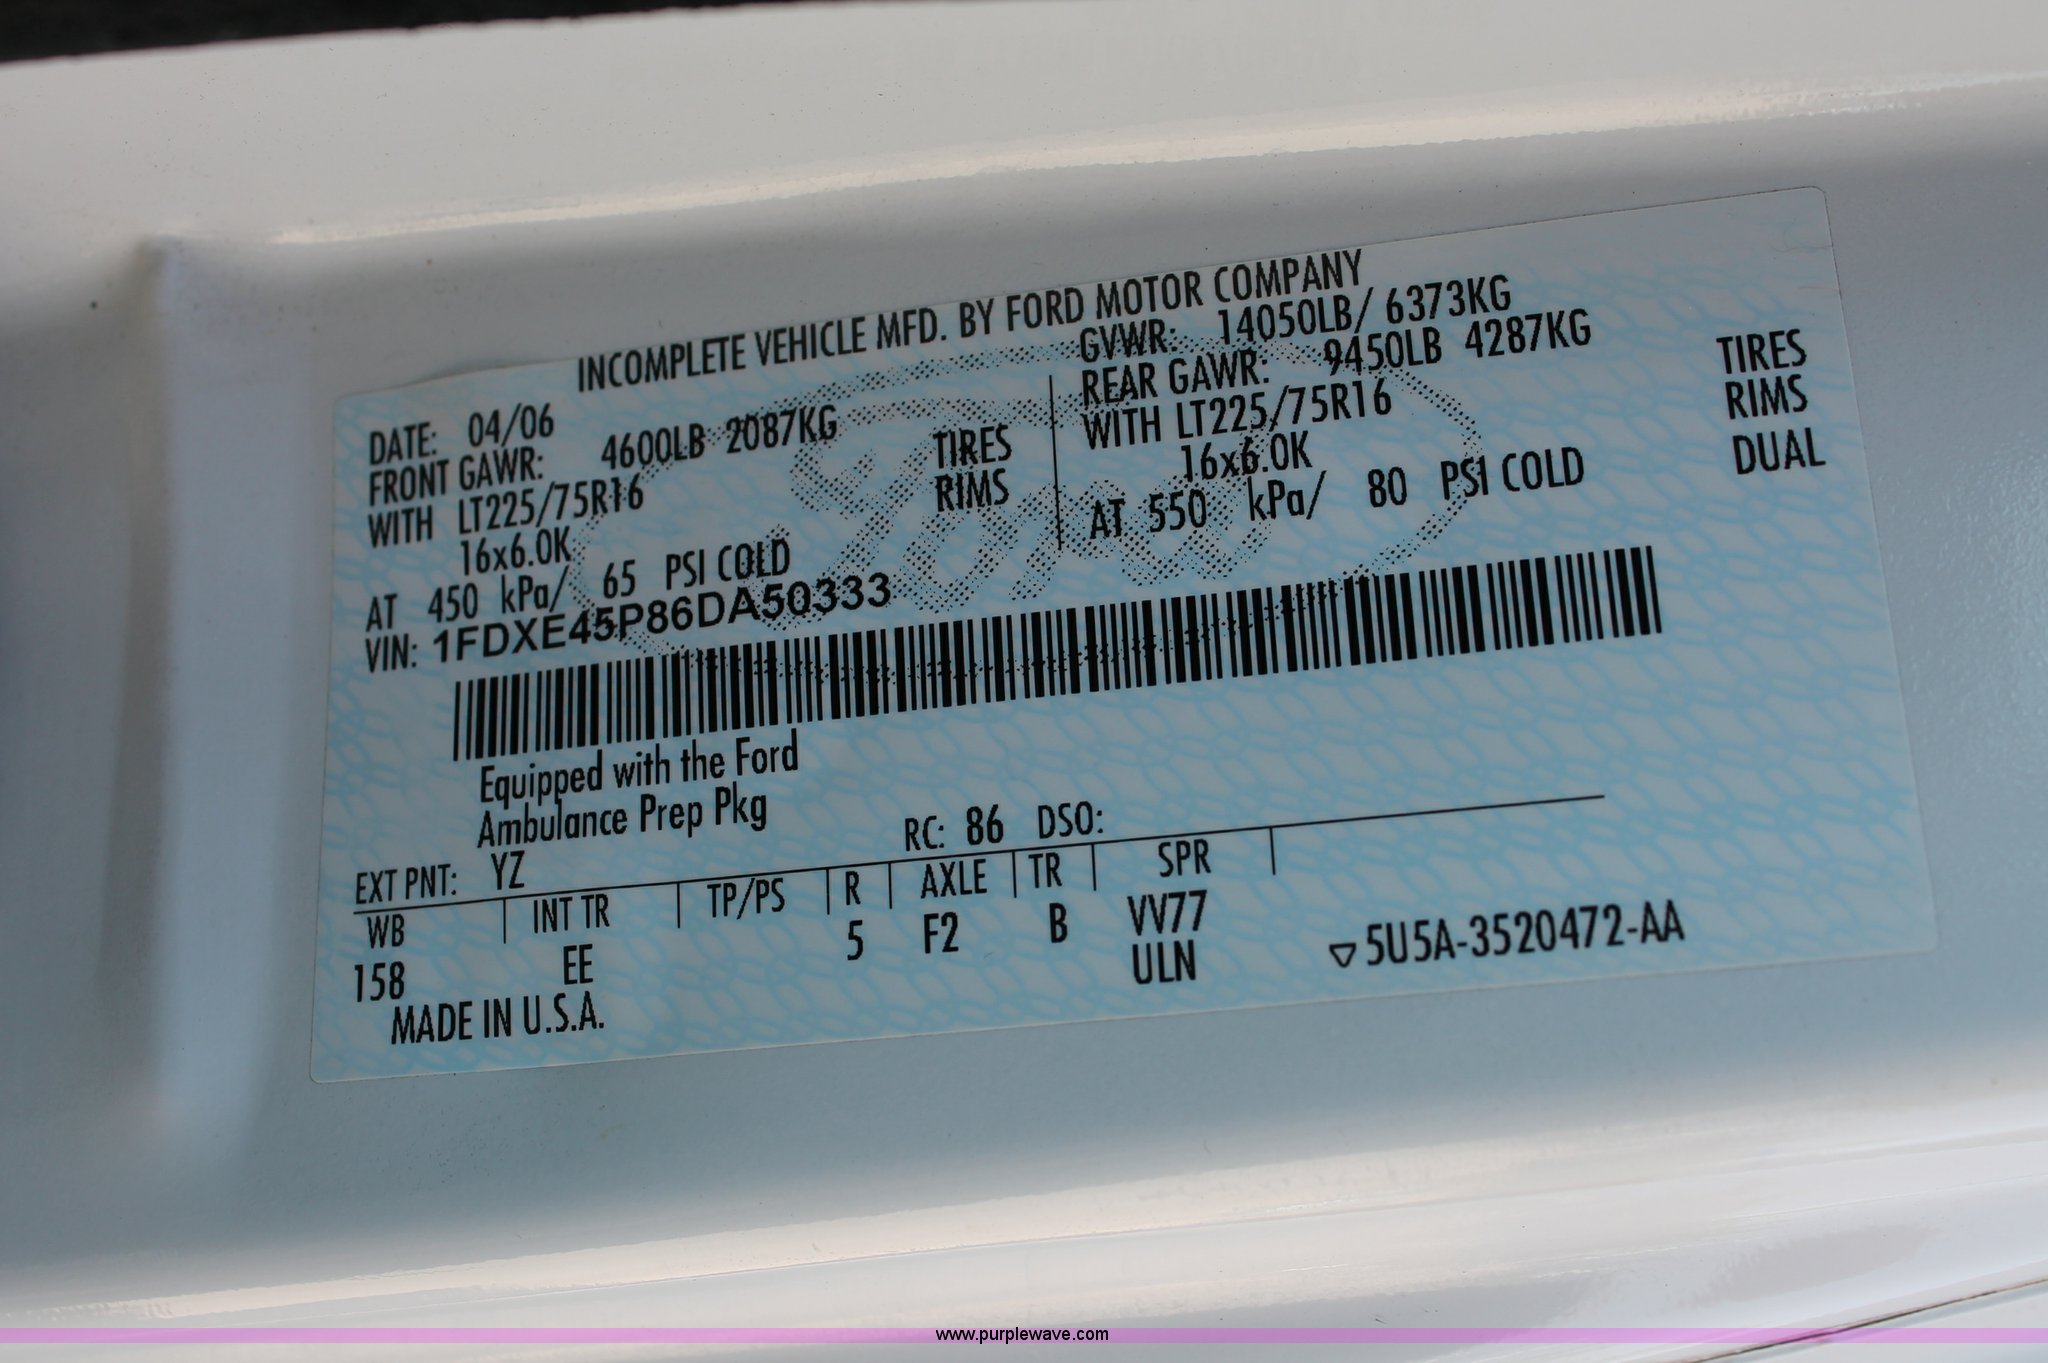 INCOMPLETE VEHICLE MFD. BY FORD MOTOR COMPANY
DATE: 04/06
GVWR: 14050LB/ 6373KG
FRONT GAWR: 4600LB 2087KG
REAR GAWR: 9450LB 4287KG
WITH LT225/75R16 TIRES
WITH LT225/75R16 TIRES
16x6.0K RIMS
16x6.0K RIMS
AT 450 kPa/ 65 PSI COLD
AT 550 kPa/ 80 PSI COLD DUAL
VIN: 1FDXE45P86DA50333
Ford
Equipped with the Ford
Ambulance Prep Pkg
EXT PNT: YZ RC: 86 DSO:
WB INT TR TP/PS R AXLE TR SPR
158 EE 5 F2 B VV77
ULN
▽5U5A-3520472-AA
MADE IN U.S.A.
www.purplewave.com